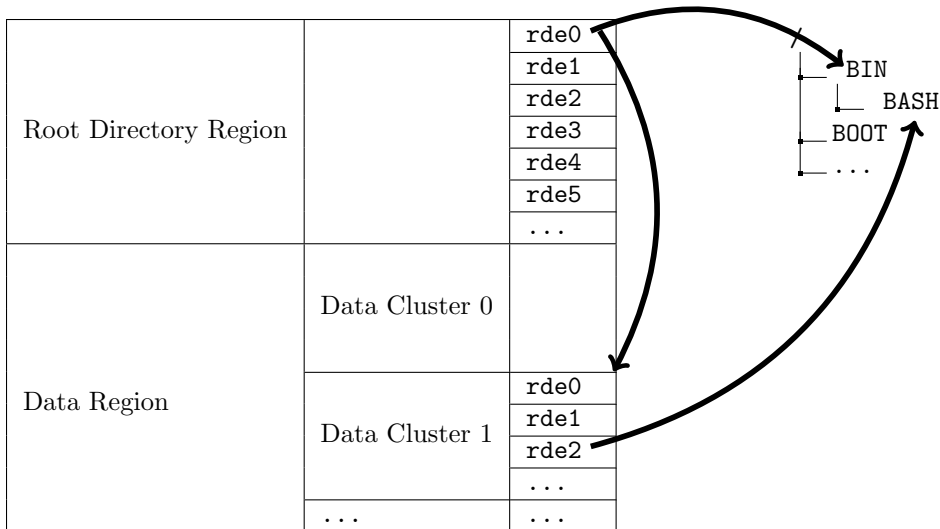 rde0
rde1
rde2
Root Directory Region rde3
rde4
rde5
...
Data Cluster 0
Data Region
Data Cluster 1
rde0
rde1
rde2
...
... ...
/
BIN
BASH
BOOT
...